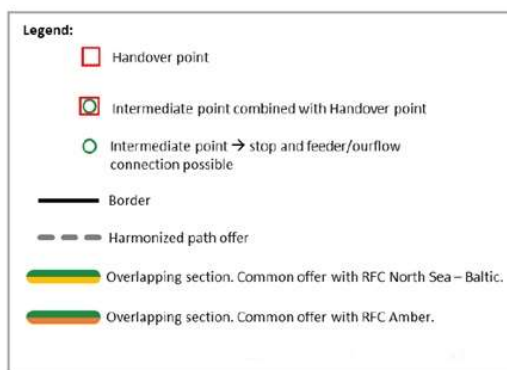 Legend:
Handover point
Intermediate point combined with Handover point
Intermediate point → stop and feeder/ourflow
connection possible
Border
Harmonized path offer
Overlapping section. Common offer with RFC North Sea – Baltic.
Overlapping section. Common offer with RFC Amber.